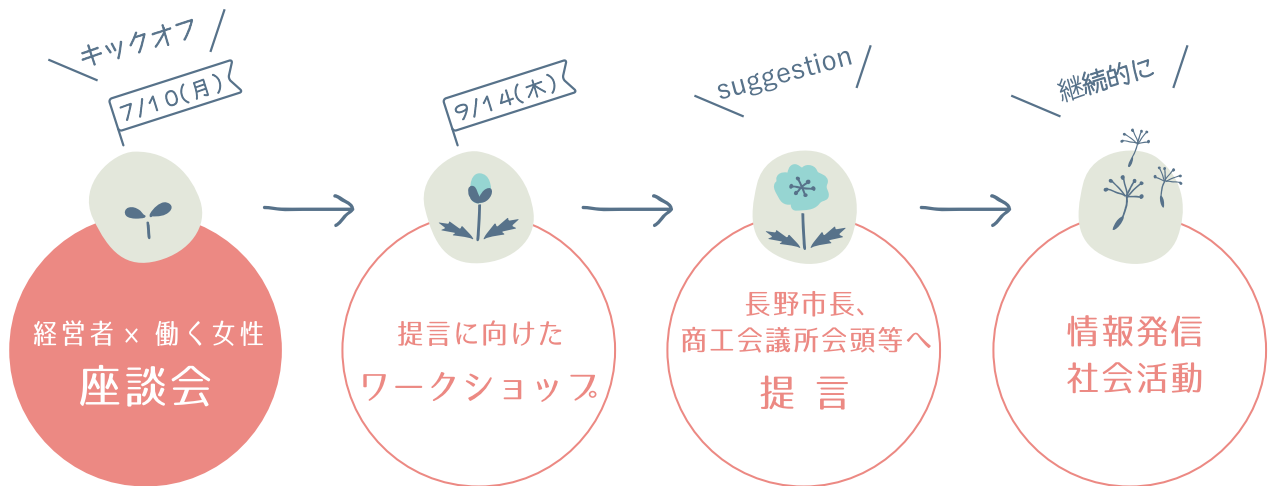 キックオフ
7/10(月)
経営者 × 働く女性
座談会
9/14(木)
提言に向けた
ワークショップ
suggestion
長野市長、
商工会議所会頭等へ
提言
継続的に
情報発信
社会活動